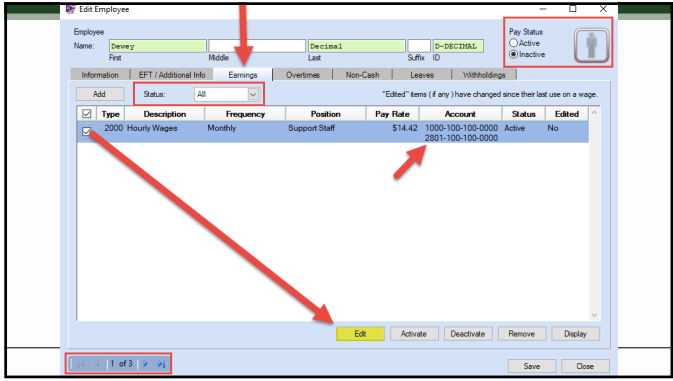 Edit Employee
Employee
Name: Dewey Decimal D-DECIMAL
First Middle Last Suffix ID
Pay Status
Active
Inactive
Information EFT / Additional Info Earnings Overtimes Non-Cash Leaves Withholdings
Add Status: All "Edited" items ( if any ) have changed since their last use on a wage.
Type Description Frequency Position Pay Rate Account Status Edited
2000 Hourly Wages Monthly Support Staff $14.42 1000-100-100-0000 Active No
2801-100-100-0000
Edit Activate Deactivate Remove Display
1 of 3
Save Close